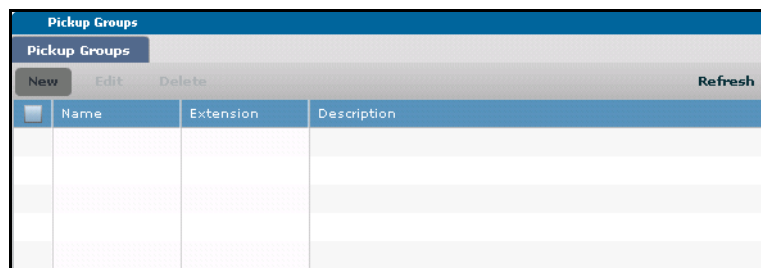 Pickup Groups
Pickup Groups
New Edit Delete Refresh
Name Extension Description